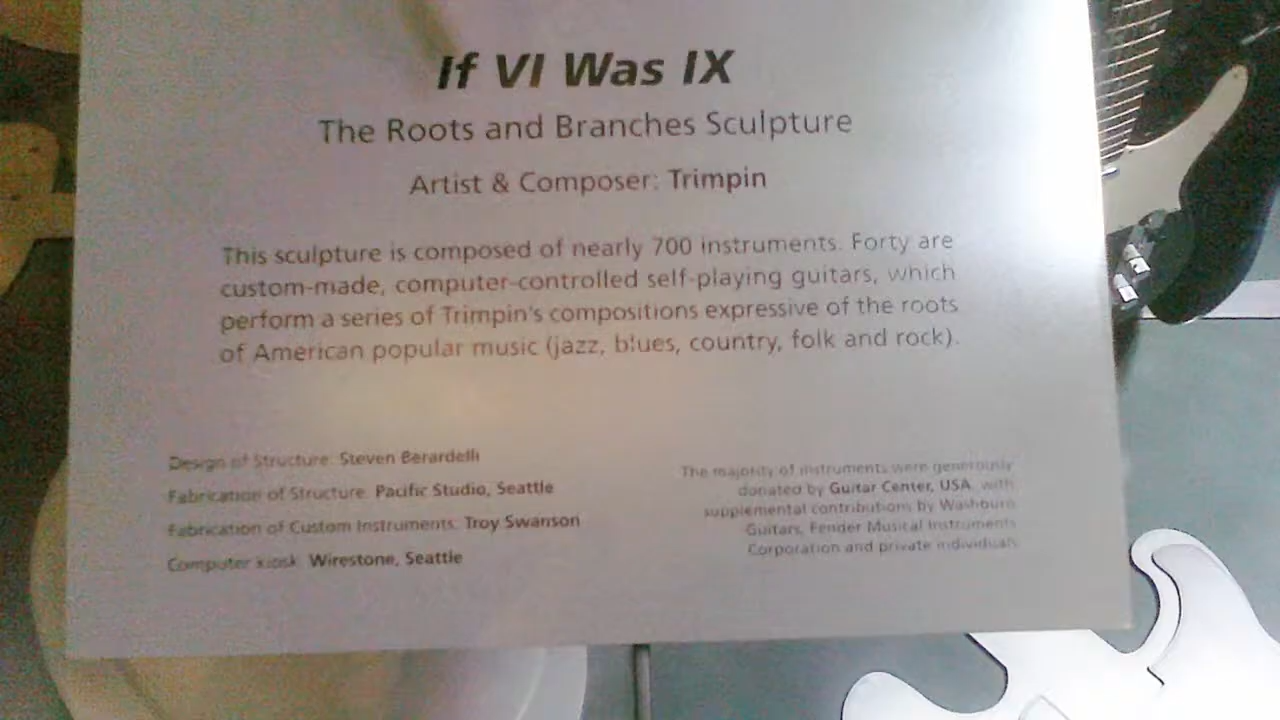 If VI Was IX
The Roots and Branches Sculpture
Artist & Composer: Trimpin
This sculpture is composed of nearly 700 instruments. Forty are
custom-made, computer-controlled self-playing guitars, which
perform a series of Trimpin's compositions expressive of the roots
of American popular music (jazz, blues, country, folk and rock).
Design of Structure: Steven Berardelli
Fabrication of Structure: Pacific Studio, Seattle
Fabrication of Custom Instruments: Troy Swanson
Computer kiosk: Wirestone, Seattle
The majority of instruments were generously
donated by Guitar Center, USA, with
supplemental contributions by Washburn
Guitars, Fender Musical Instruments
Corporation and private individuals